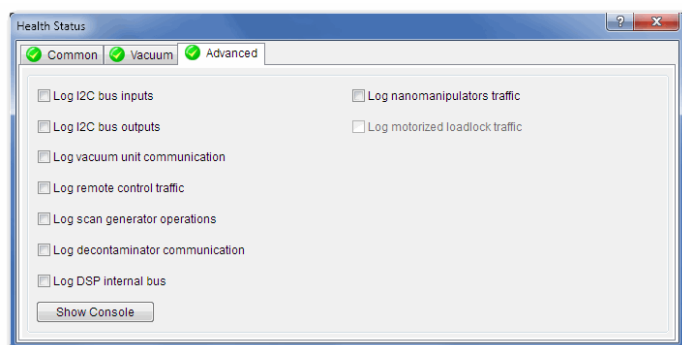 Health Status
Common Vacuum Advanced
Log I2C bus inputs
Log nanomanipulators traffic
Log I2C bus outputs
Log motorized loadlock traffic
Log vacuum unit communication
Log remote control traffic
Log scan generator operations
Log decontaminator communication
Log DSP internal bus
Show Console